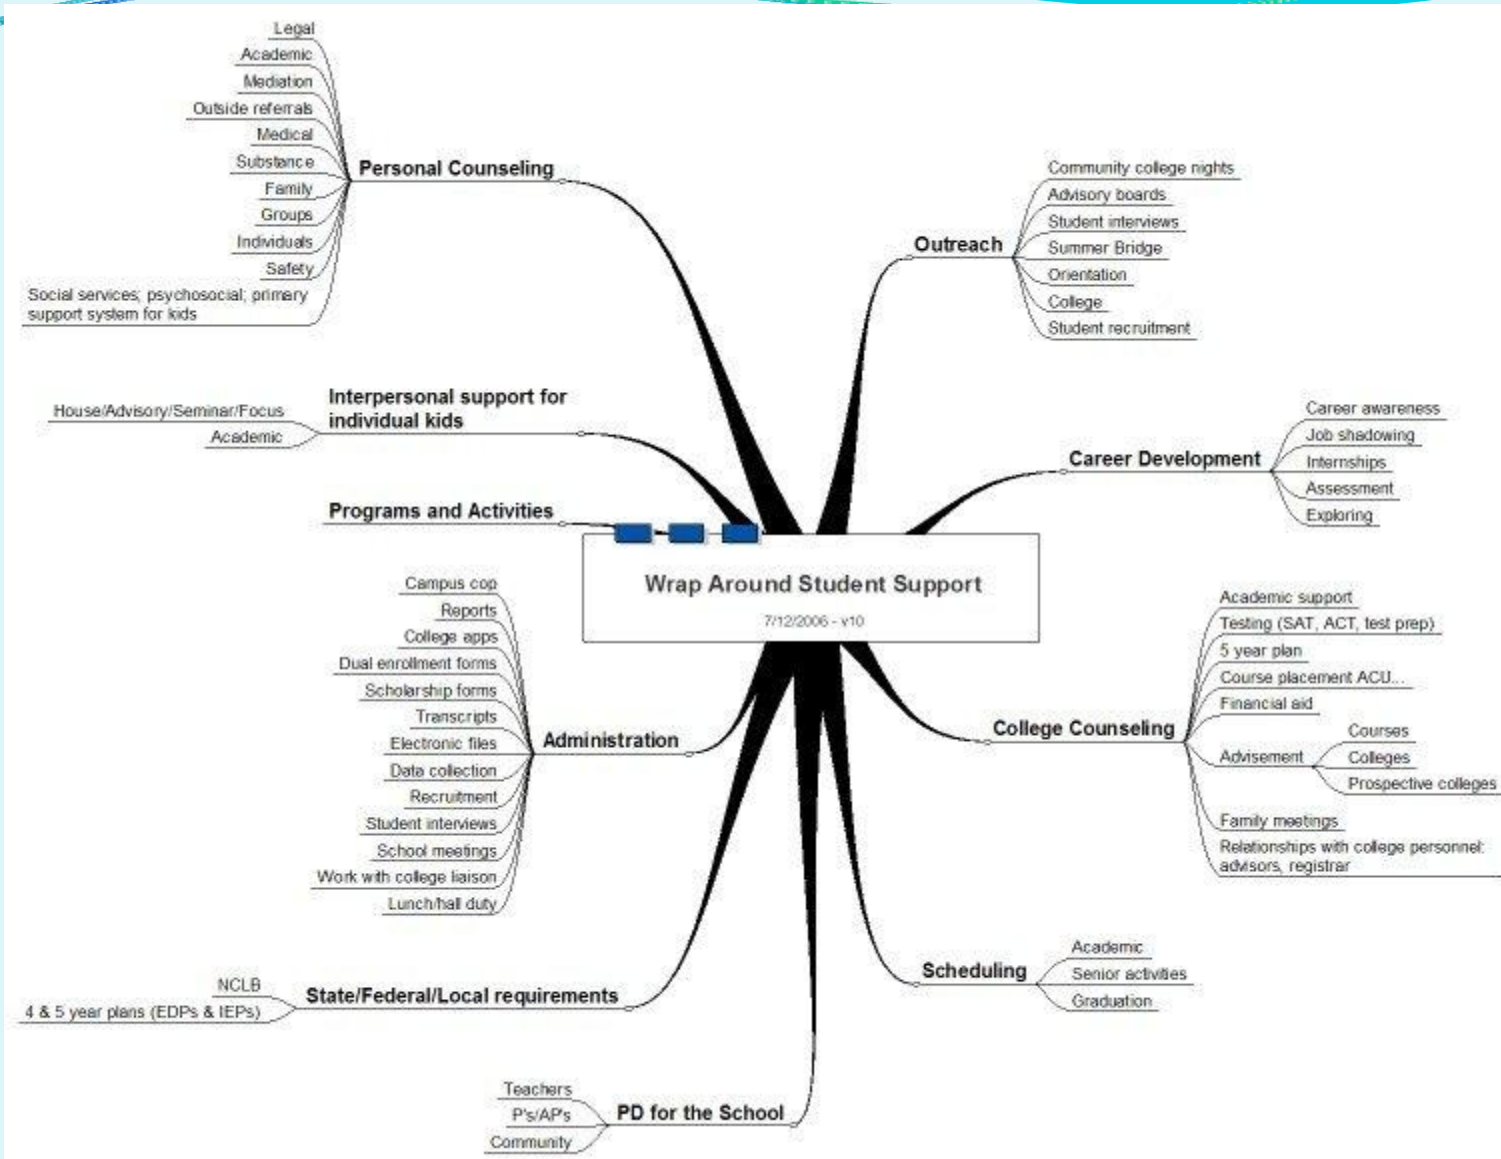 Legal
Academic
Mediation
Outside referrals
Medical
Substance
Family
Groups
Individuals
Safety
Social services; psychosocial; primary
support system for kids
Personal Counseling
Interpersonal support for
individual kids
House/Advisory/Seminar/Focus
Academic
Programs and Activities
Wrap Around Student Support
7/12/2006 - v10
Campus cop
Reports
College apps
Dual enrollment forms
Scholarship forms
Transcripts
Electronic files
Data collection
Recruitment
Student interviews
School meetings
Work with college liaison
Lunch/hall duty
Administration
NCLB
4 & 5 year plans (EDPs & IEPs)
State/Federal/Local requirements
Teachers
P's/AP's
Community
PD for the School
Outreach
Community college nights
Advisory boards
Student interviews
Summer Bridge
Orientation
College
Student recruitment
Career Development
Career awareness
Job shadowing
Internships
Assessment
Exploring
College Counseling
Academic support
Testing (SAT, ACT, test prep)
5 year plan
Course placement ACU...
Financial aid
Advisement
Courses
Colleges
Prospective colleges
Family meetings
Relationships with college personnel:
advisors, registrar
Scheduling
Academic
Senior activities
Graduation